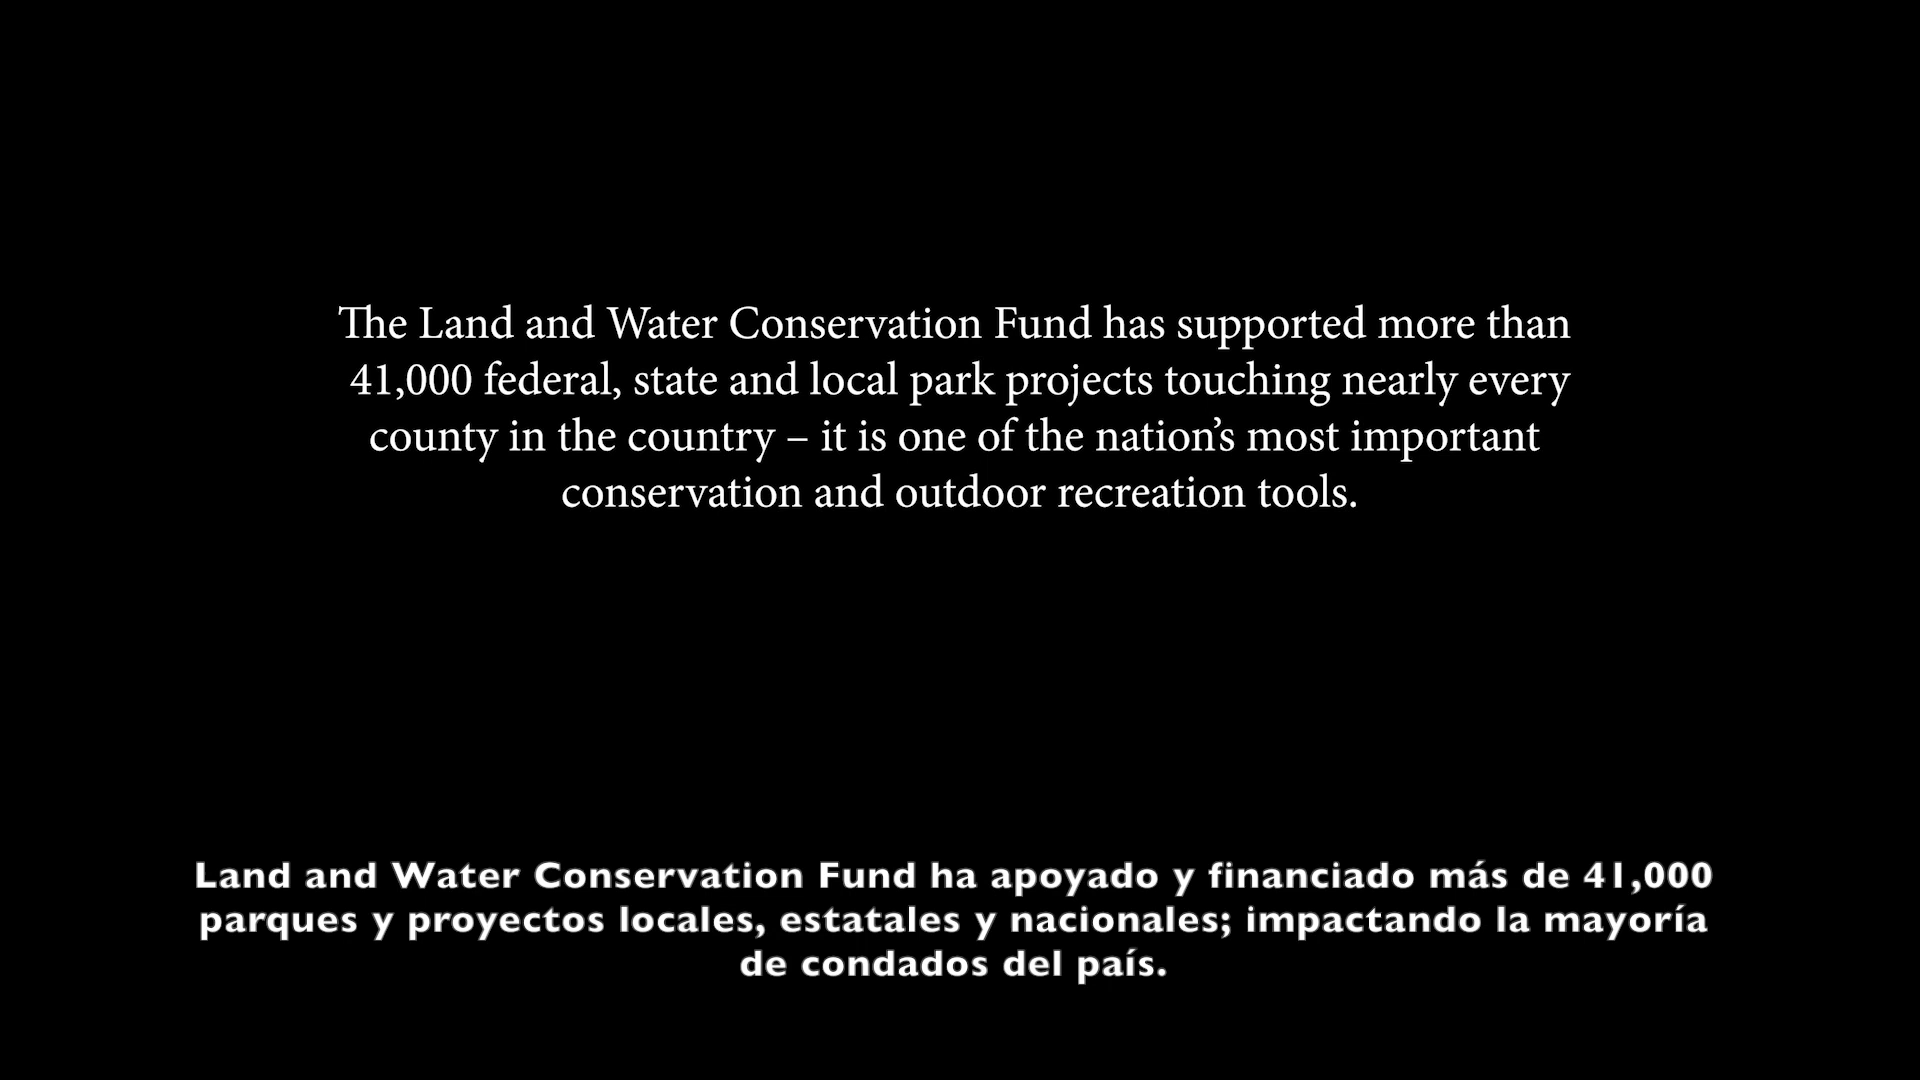 The Land and Water Conservation Fund has supported more than
41,000 federal, state and local park projects touching nearly every
county in the country – it is one of the nation’s most important
conservation and outdoor recreation tools.
Land and Water Conservation Fund ha apoyado y financiado más de 41,000
parques y proyectos locales, estatales y nacionales; impactando la mayoría
de condados del país.